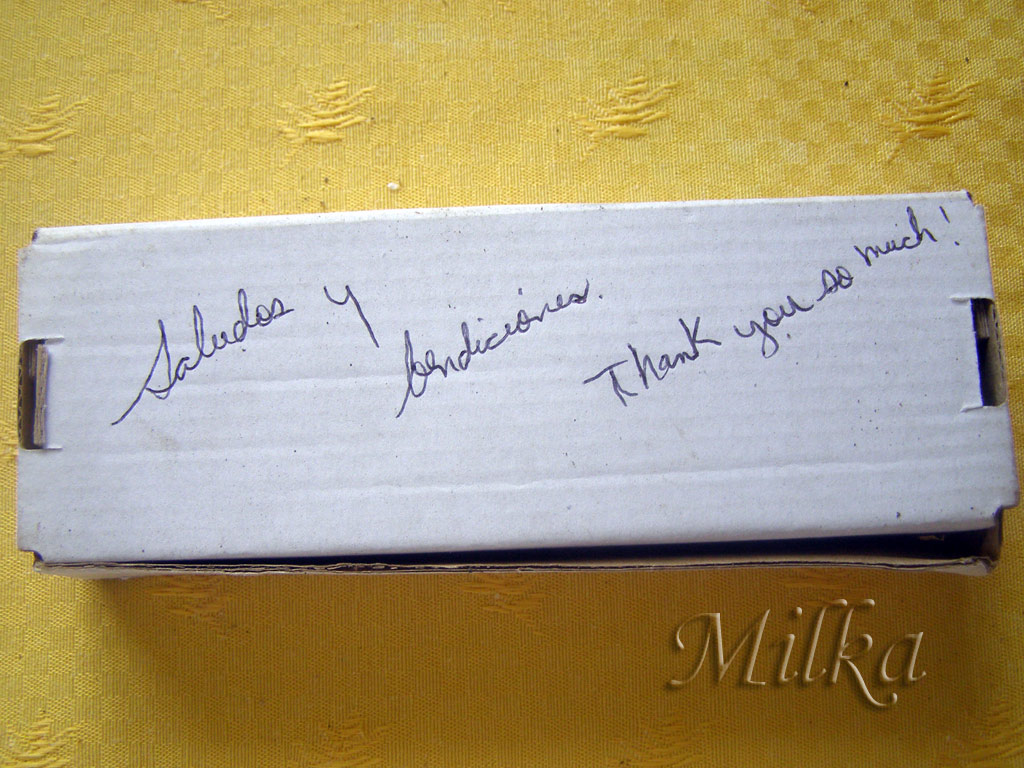 Saludos y bendiciones.
Thank you so much!
Milka